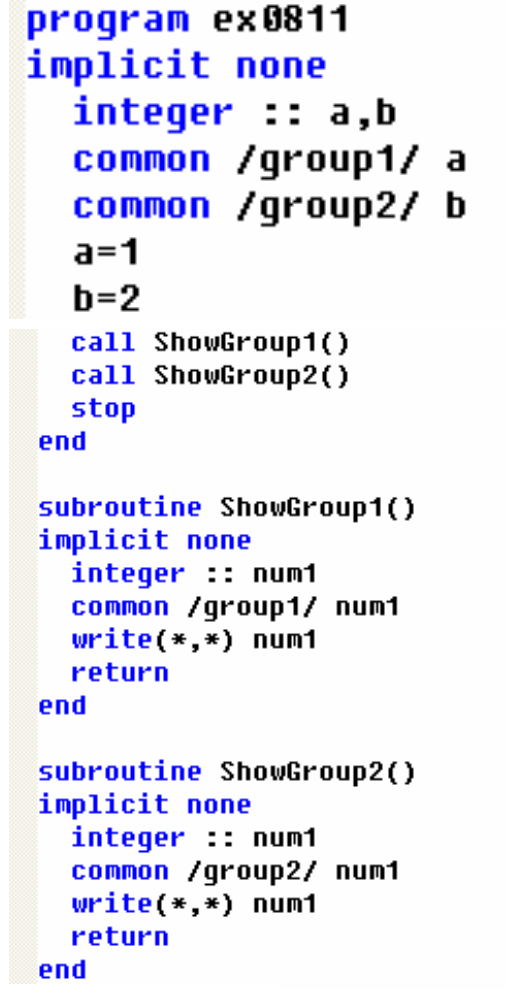 program ex0811
implicit none
integer :: a,b
common /group1/ a
common /group2/ b
a=1
b=2
call ShowGroup1()
call ShowGroup2()
stop
end
subroutine ShowGroup1()
implicit none
integer :: num1
common /group1/ num1
write(*,*) num1
return
end
subroutine ShowGroup2()
implicit none
integer :: num1
common /group2/ num1
write(*,*) num1
return
end